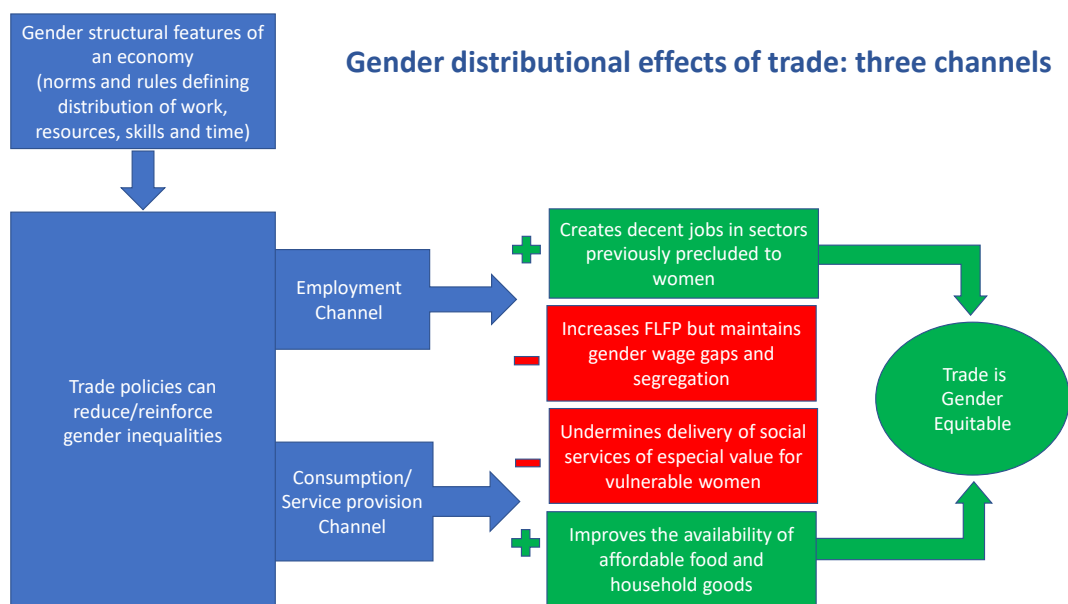 Gender structural features of
an economy
(norms and rules defining
distribution of work,
resources, skills and time)
Gender distributional effects of trade: three channels
Trade policies can
reduce/reinforce
gender inequalities
Employment
Channel
Consumption/
Service provision
Channel
Creates decent jobs in sectors
previously precluded to
women
Increases FLFP but maintains
gender wage gaps and
segregation
Undermines delivery of social
services of especial value for
vulnerable women
Improves the availability of
affordable food and
household goods
Trade is
Gender
Equitable